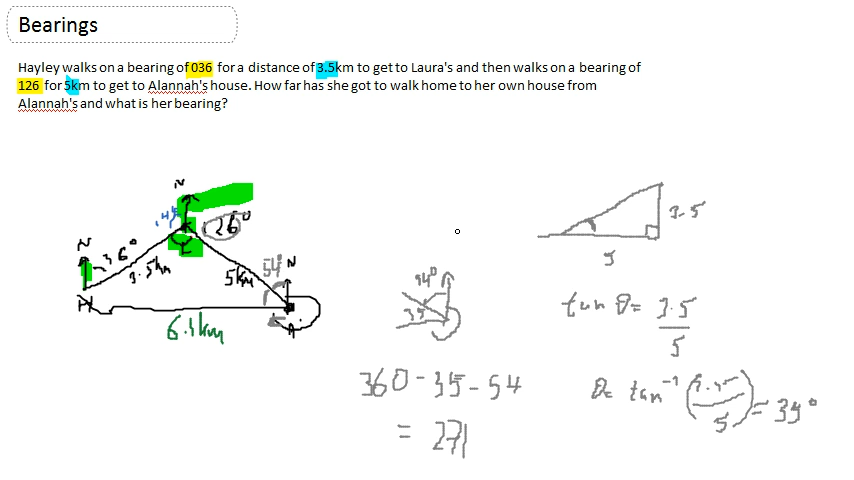 Bearings
Hayley walks on a bearing of 036 for a distance of 3.5km to get to Laura's and then walks on a bearing of
126 for 5km to get to Alannah's house. How far has she got to walk home to her own house from
Alannah's and what is her bearing?
N
126°
N
36°
3.5km
L
5km
54°
N
H
A
6.1km
54°
35
360 - 35 - 54
= 271
3.5
5
tan θ = 3.5
5
θ = tan⁻¹ (3.5
5) = 35°